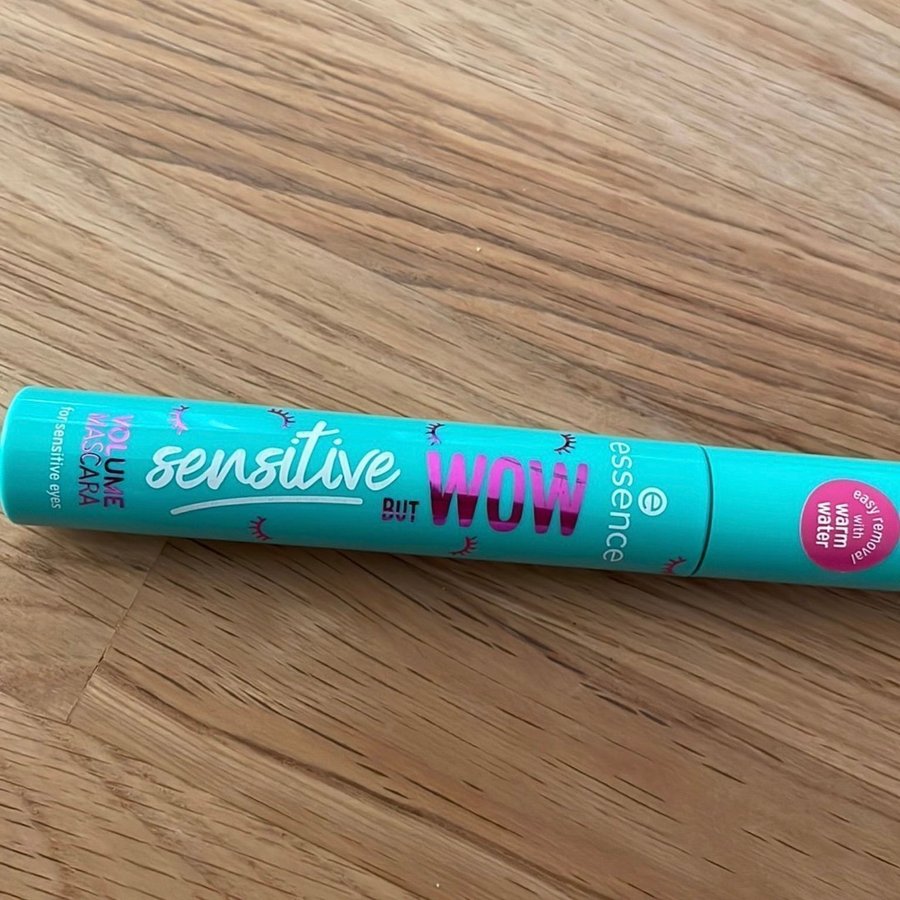 VOLUME
MASCARA
for sensitive eyes
sensitive
BUT WOW
e
essence
easy removal
with
warm
water